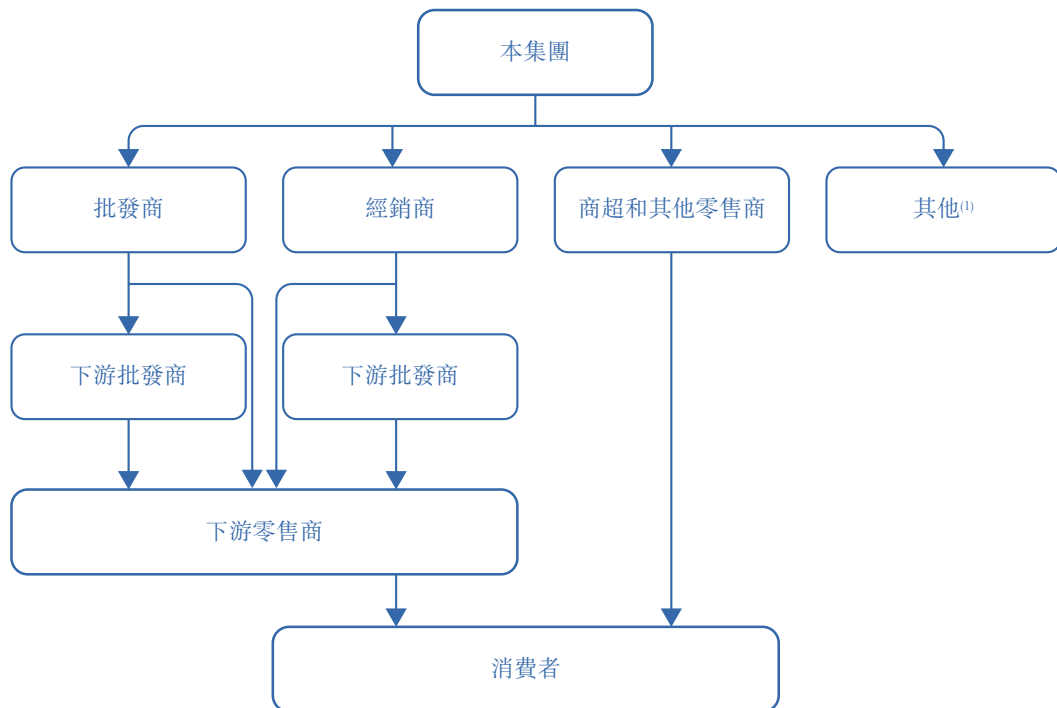 本集團
批發商
經銷商
商超和其他零售商
其他(1)
下游批發商
下游批發商
下游零售商
消費者